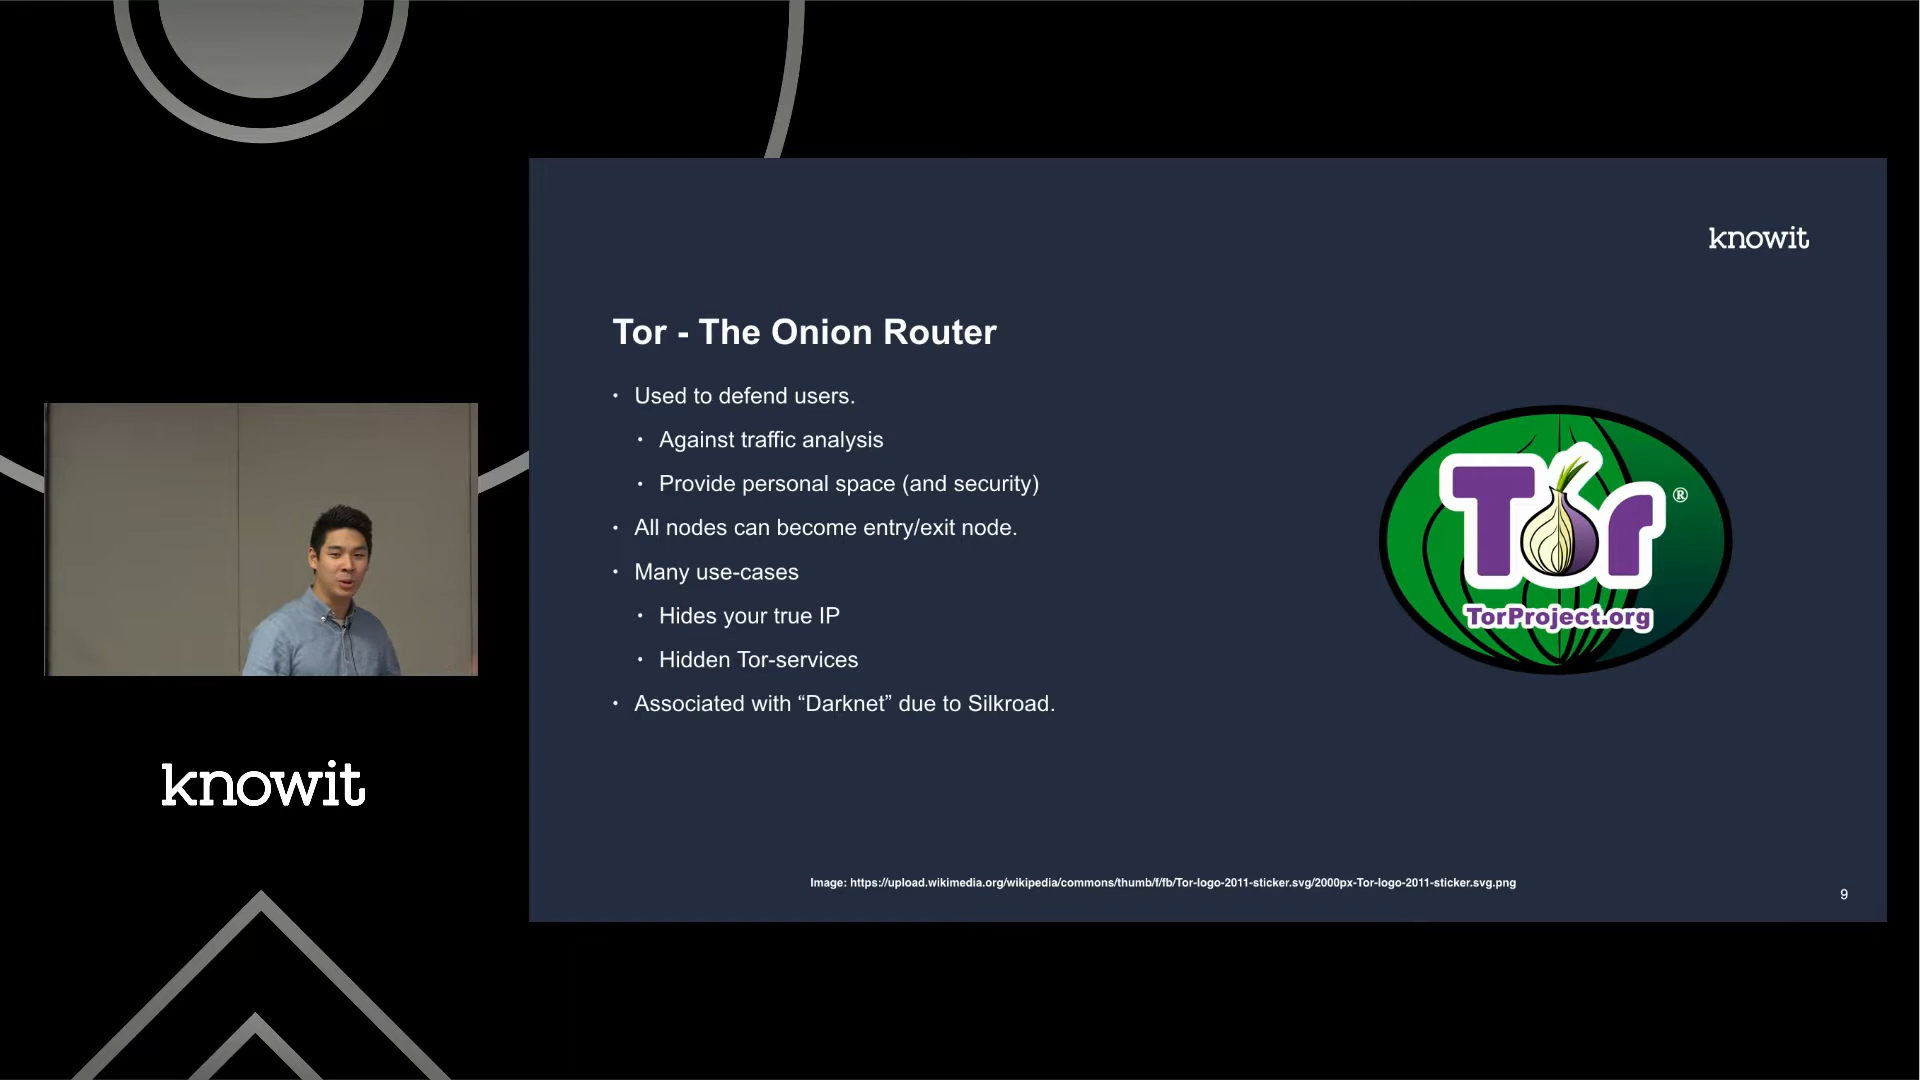 knowit
Tor - The Onion Router
• Used to defend users.
• Against traffic analysis
• Provide personal space (and security)
• All nodes can become entry/exit node.
• Many use-cases
• Hides your true IP
• Hidden Tor-services
• Associated with “Darknet” due to Silkroad.
Tor ®
TorProject.org
Image: https://upload.wikimedia.org/wikipedia/commons/thumb/f/fb/Tor-logo-2011-sticker.svg/2000px-Tor-logo-2011-sticker.svg.png
9
knowit